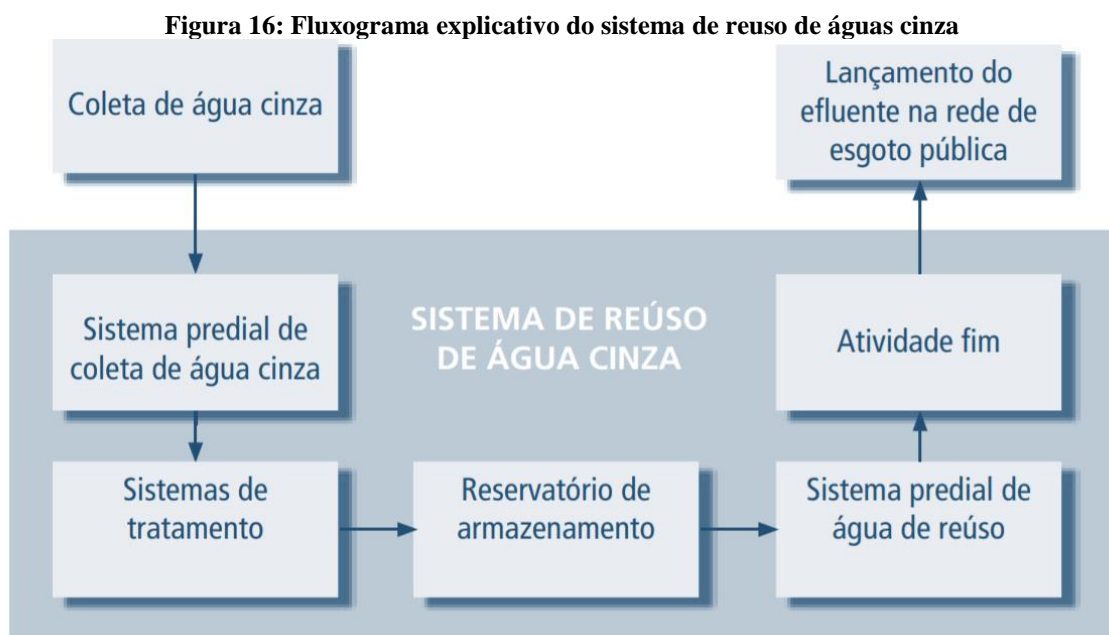 Figura 16: Fluxograma explicativo do sistema de reuso de águas cinza
Coleta de água cinza
Lançamento do
efluente na rede de
esgoto pública
Sistema predial de
coleta de água cinza
SISTEMA DE REÚSO
DE ÁGUA CINZA
Atividade fim
Sistemas de
tratamento
Reservatório de
armazenamento
Sistema predial de
água de reúso